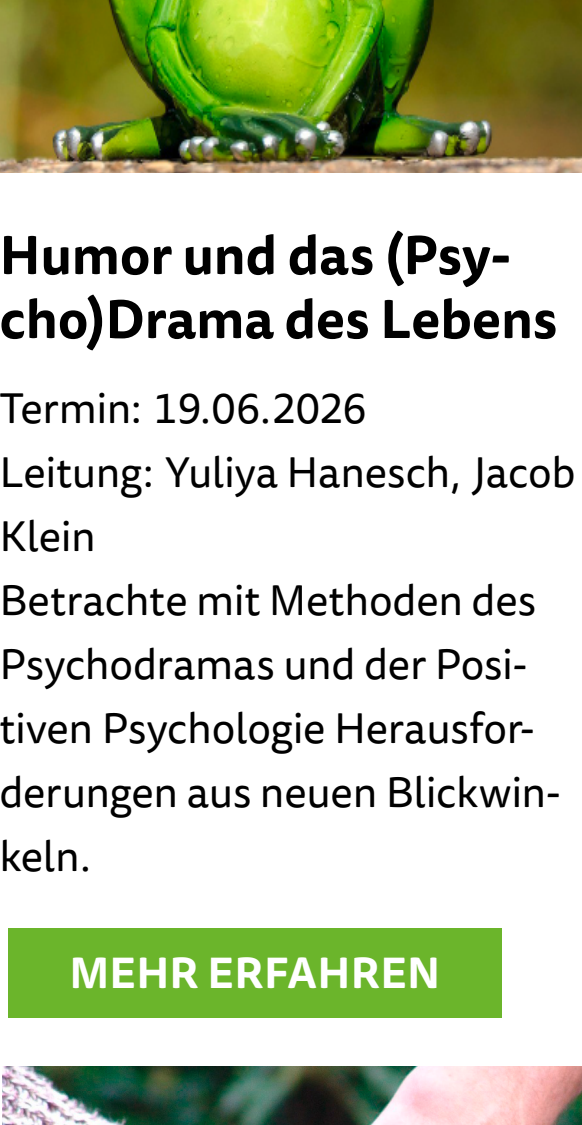 Humor und das (Psy-
cho)Drama des Lebens
Termin: 19.06.2026
Leitung: Yuliya Hanesch, Jacob
Klein
Betrachte mit Methoden des
Psychodramas und der Posi-
tiven Psychologie Herausfor-
derungen aus neuen Blickwin-
keln.
MEHR ERFAHREN